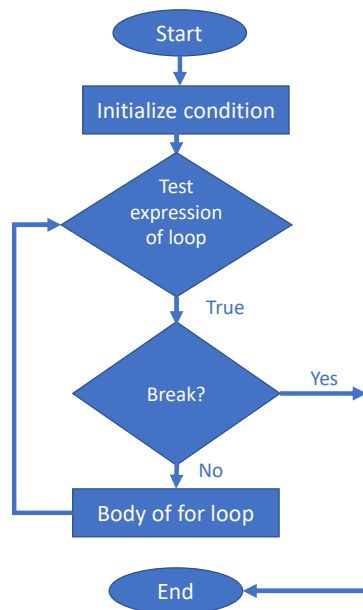 Start
Initialize condition
Test
expression
of loop
True
Break?
Yes
No
Body of for loop
End